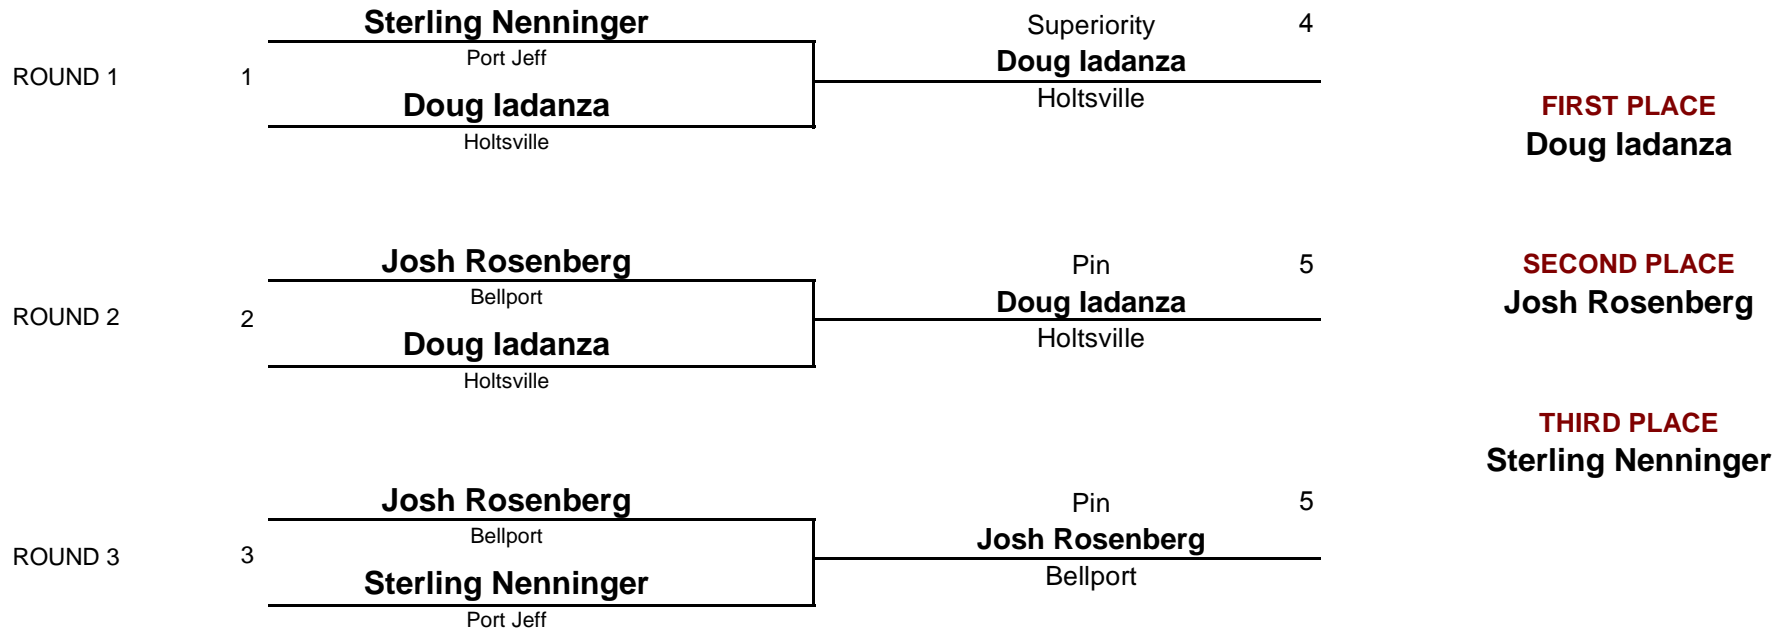 Sterling Nenninger
Superiority 4
Port Jeff
Doug Iadanza
ROUND 1 1
Doug Iadanza
Holtsville
Holtsville
FIRST PLACE
Doug Iadanza
Josh Rosenberg
Pin 5
SECOND PLACE
Bellport
Doug Iadanza
Josh Rosenberg
ROUND 2 2
Doug Iadanza
Holtsville
Holtsville
THIRD PLACE
Sterling Nenninger
Josh Rosenberg
Pin 5
Bellport
Josh Rosenberg
ROUND 3 3
Sterling Nenninger
Bellport
Port Jeff